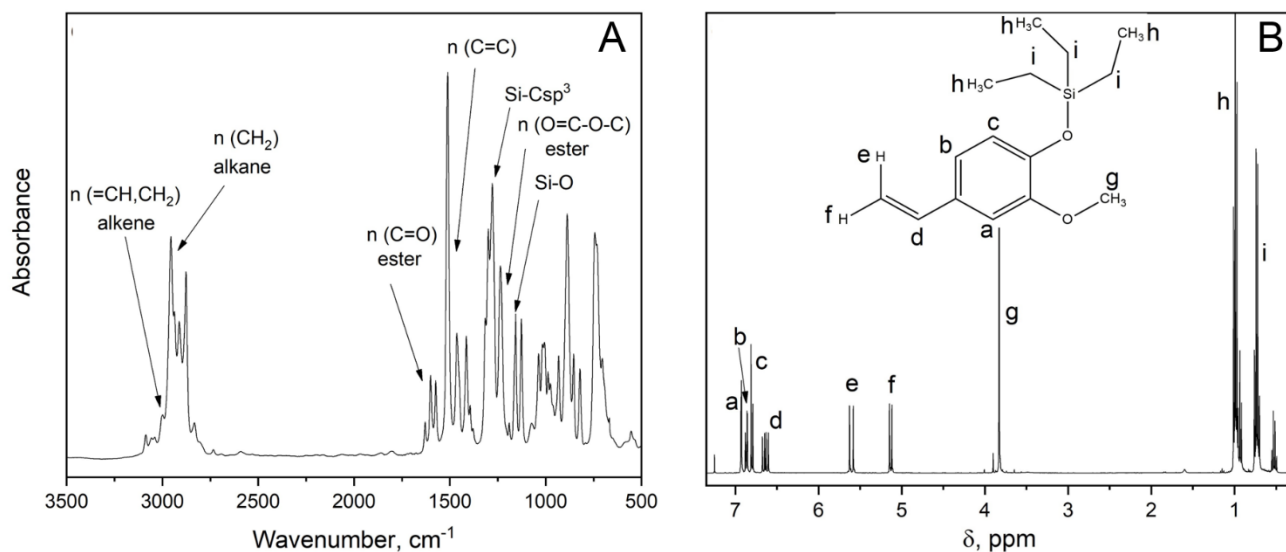 A
n (C=C)
Si-Csp³
n (O=C-O-C)
ester
Si-O
n (CH₂)
alkane
n (=CH,CH₂)
alkene
n (C=O)
ester
Absorbance
3500 3000 2500 2000 1500 1000 500
Wavenumber, cm⁻¹
B
h H₃C CH₃ h
i i
h H₃C i
Si
O
c
b
e H
f H
d
a
O
g
CH₃
h
i
g
b
c
a
d
e
f
7 6 5 4 3 2 1
δ, ppm